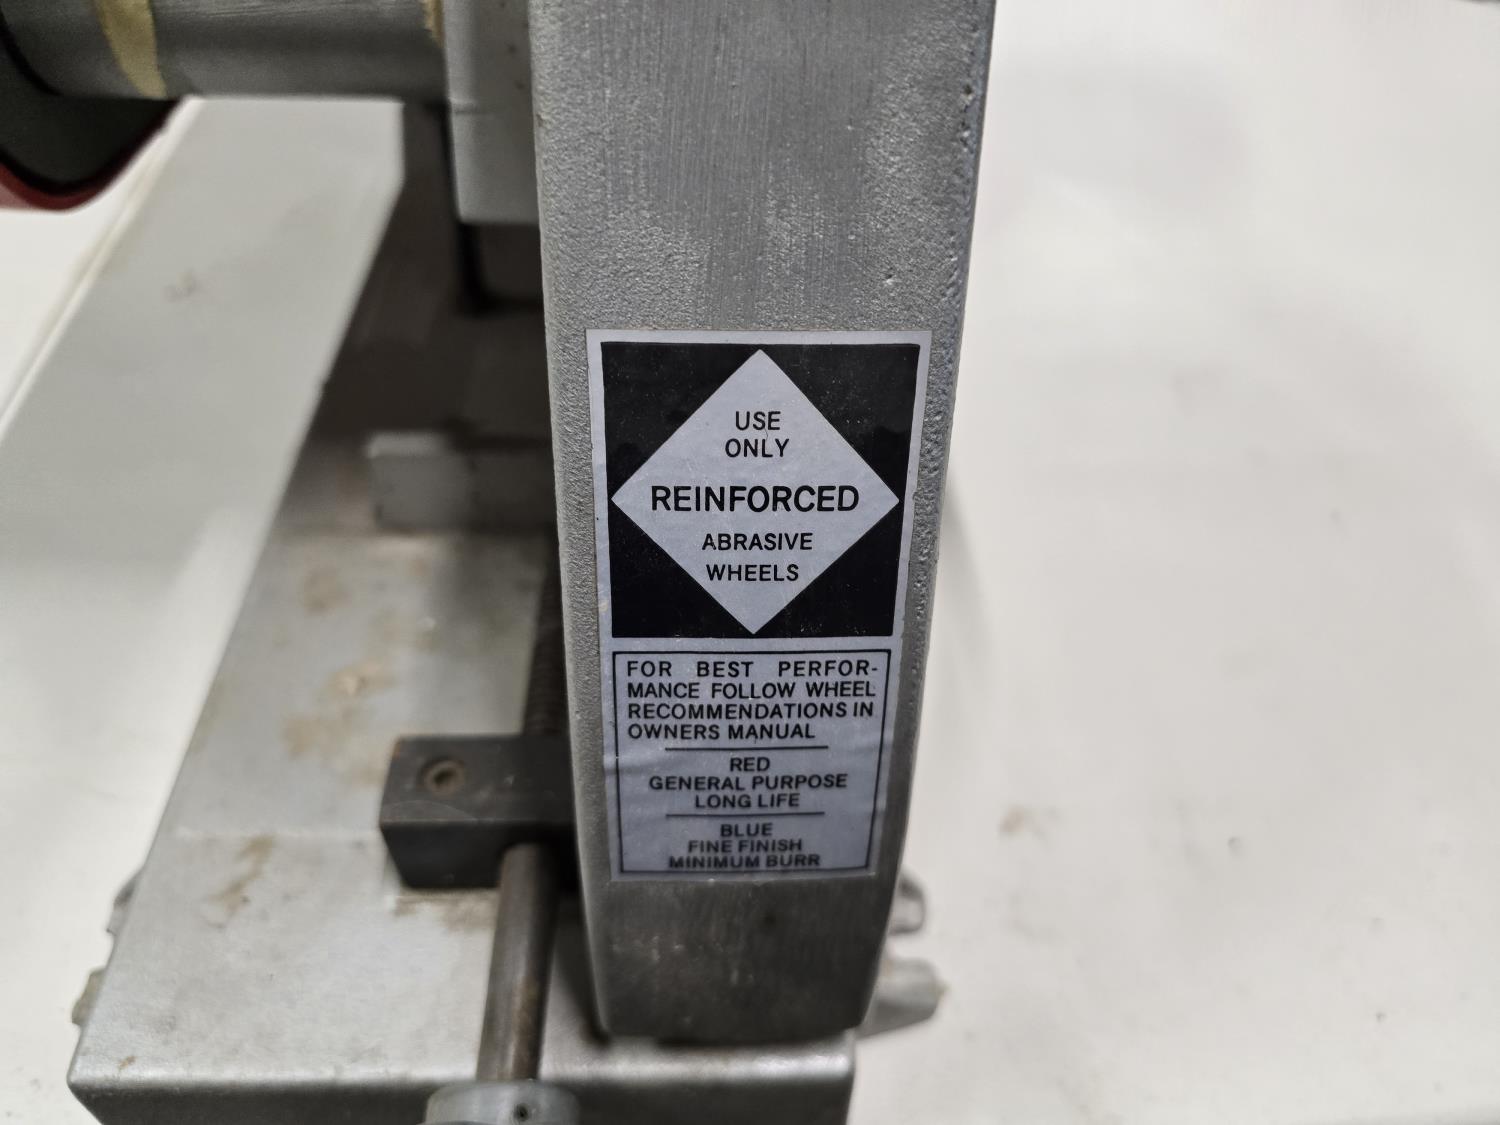 USE
ONLY
REINFORCED
ABRASIVE
WHEELS
FOR BEST PERFOR-
MANCE FOLLOW WHEEL
RECOMMENDATIONS IN
OWNERS MANUAL
RED
GENERAL PURPOSE
LONG LIFE
BLUE
FINE FINISH
MINIMUM BURR